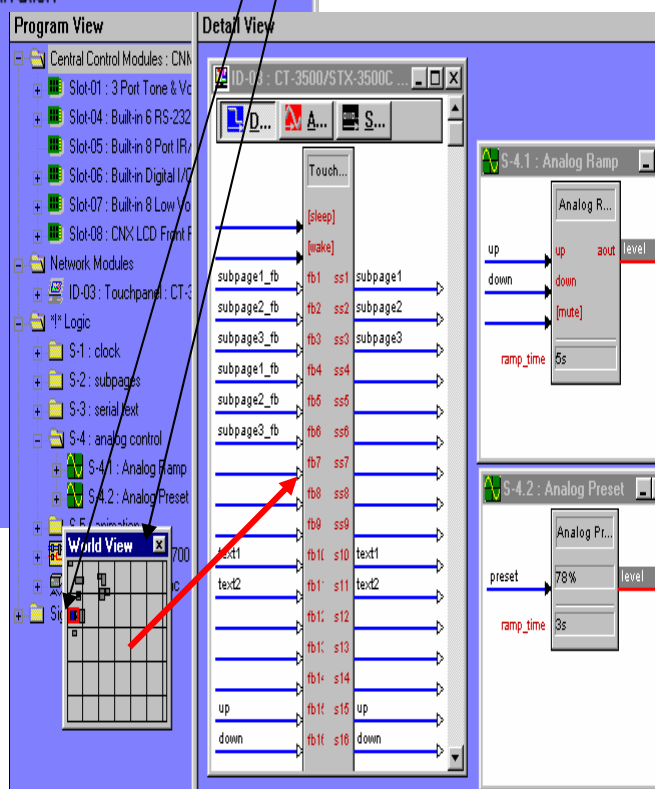 Program View
Detail View
Central Control Modules : CNM
Slot-01 : 3 Port Tone & Vo
Slot-04 : Built-in 6 RS-232
Slot-05 : Built-in 8 Port IR/
Slot-06 : Built-in Digital I/O
Slot-07 : Built-in 8 Low Vo
Slot-08 : CNX LCD Front
Network Modules
ID-03 : Touchpanel : CT-3
Logic
S-1 : clock
S-2 : subpages
S-3 : serial text
S-4 : analog control
S-4.1 : Analog Ramp
S-4.2 : Analog Preset
S-5 : animation
700
Sig
World View
ID-03 : CT-3500/STX-3500C ...
D... A... S...
Touch...
[sleep]
[wake]
subpage1_fb fb1 ss1 subpage1
subpage2_fb fb2 ss2 subpage2
subpage3_fb fb3 ss3 subpage3
subpage1_fb fb4 ss4
subpage2_fb fb5 ss5
subpage3_fb fb6 ss6
fb7 ss7
fb8 ss8
fb9 ss9
text1 s10 text1
text2 s11 text2
s12
s13
s14
up s15 up
down s16 down
S-4.1 : Analog Ramp
Analog R...
up up aout level
down down
[mute]
ramp_time 5s
S-4.2 : Analog Preset
Analog Pr...
preset 78% level
ramp_time 3s